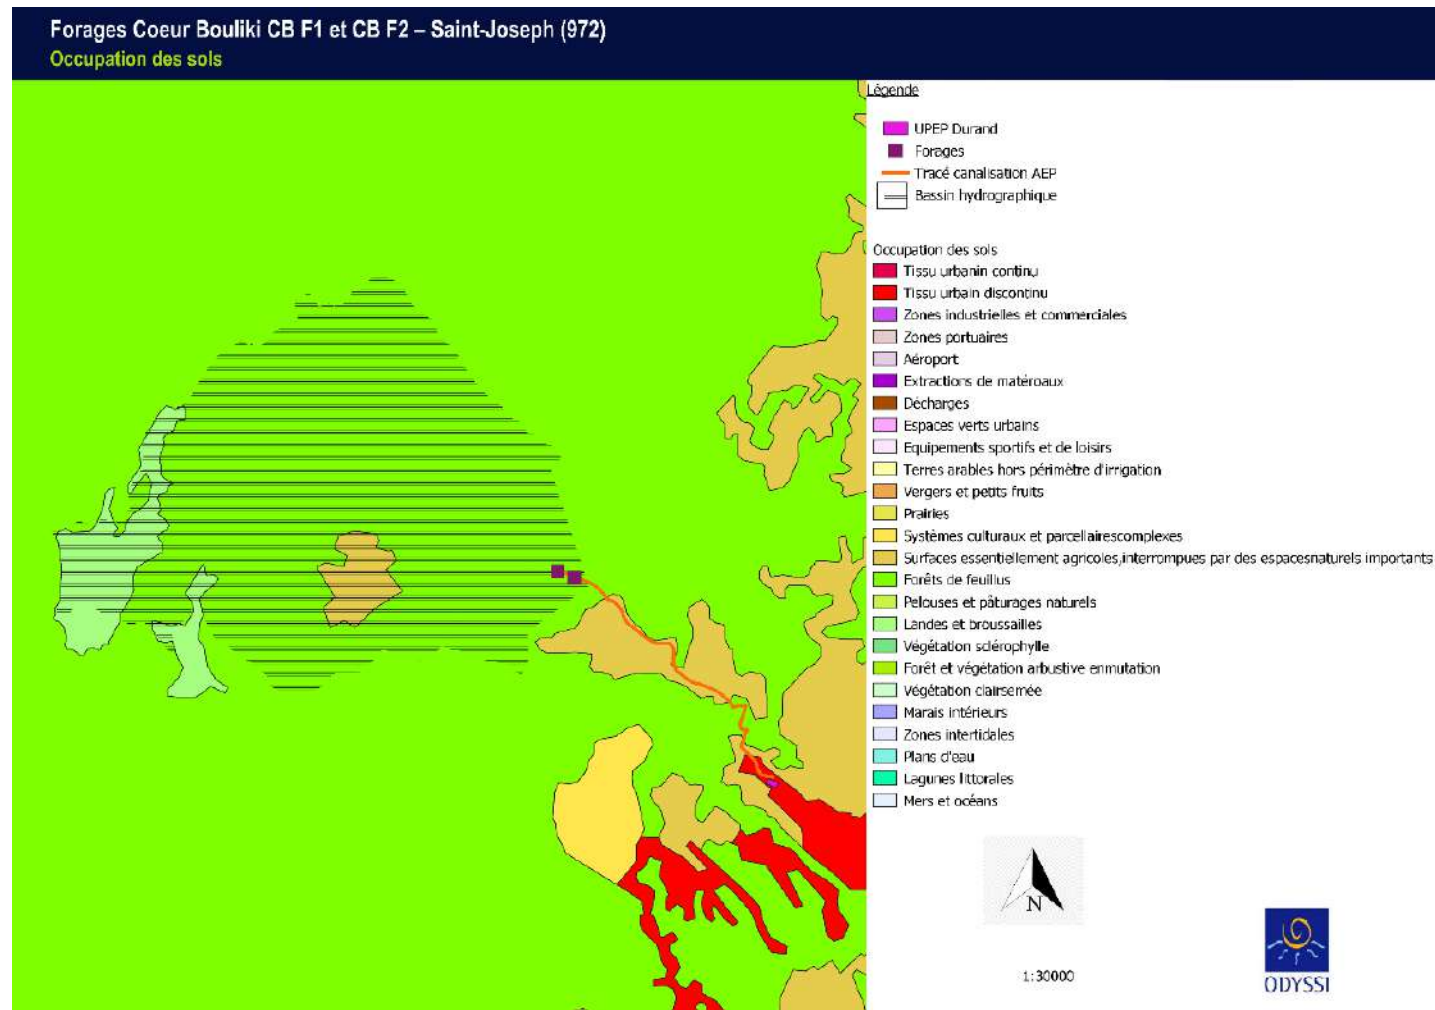 Forages Coeur Bouliki CB F1 et CB F2 – Saint-Joseph (972)
Occupation des sols
Légende
UPEP Durand
Forages
Tracé canalisation AEP
Bassin hydrographique
Occupation des sols
Tissu urbanin continu
Tissu urbain discontinu
Zones industrielles et commerciales
Zones portuaires
Aéroport
Extractions de matéroaux
Décharges
Espaces verts urbains
Equipements sportifs et de loisirs
Terres arables hors périmètre d'irrigation
Vergers et petits fruits
Prairies
Systèmes culturaux et parcellairescomplexes
Surfaces essentiellement agricoles,interrompues par des espacesnaturels importants
Forêts de feuillus
Pelouses et pâturages naturels
Landes et broussailles
Végétation sclérophylle
Forêt et végétation arbustive enmutation
Végétation clairsemée
Marais intérieurs
Zones intertidales
Plans d'eau
Lagunes littorales
Mers et océans
N
1:30000
ODYSSI